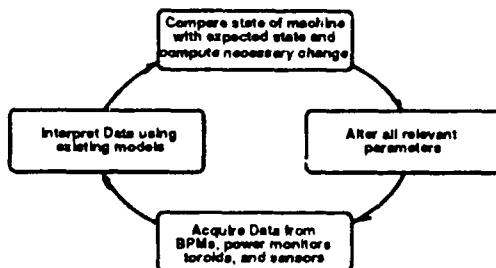 Compare state of machine
with expected state and
compute necessary change
Interpret Data using
existing models
Alter all relevant
parameters
Acquire Data from
BPMs, power monitors
toroids, and sensors